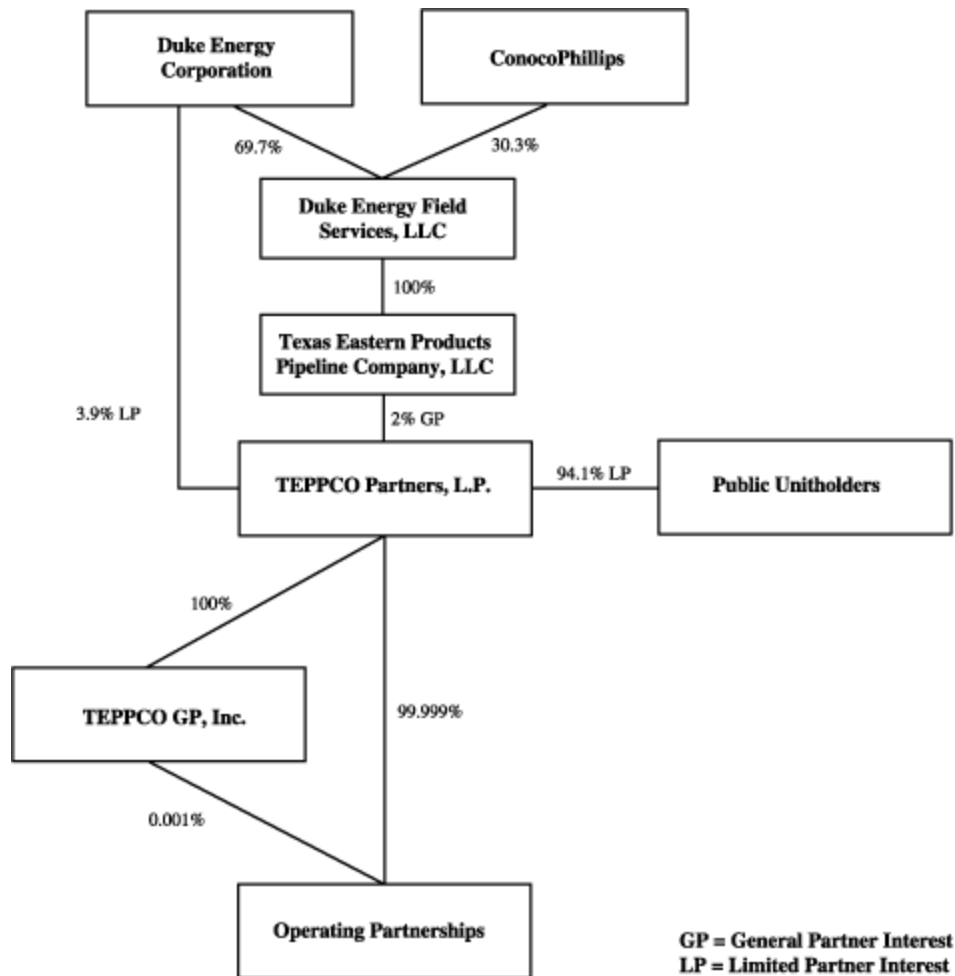 Duke Energy
Corporation
ConocoPhillips
69.7%
30.3%
Duke Energy Field
Services, LLC
100%
Texas Eastern Products
Pipeline Company, LLC
3.9% LP
2% GP
TEPPCO Partners, L.P.
94.1% LP
Public Unitholders
100%
TEPPCO GP, Inc.
99.999%
0.001%
Operating Partnerships
GP = General Partner Interest
LP = Limited Partner Interest